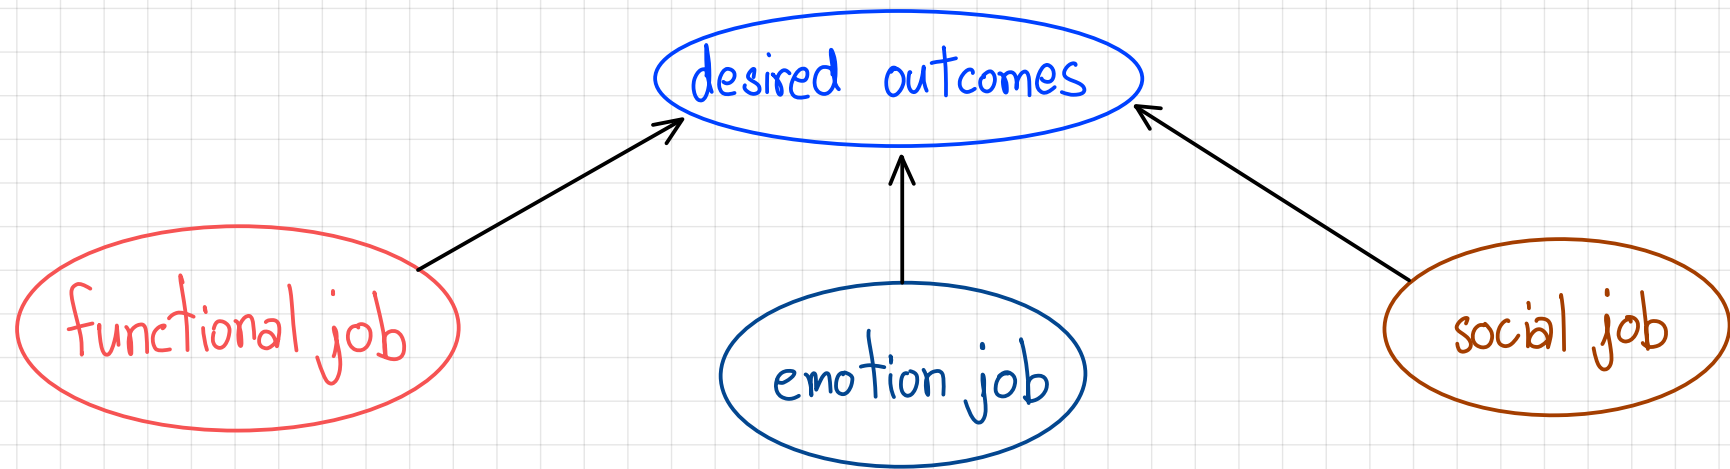 desired outcomes
functional job
emotion job
social job